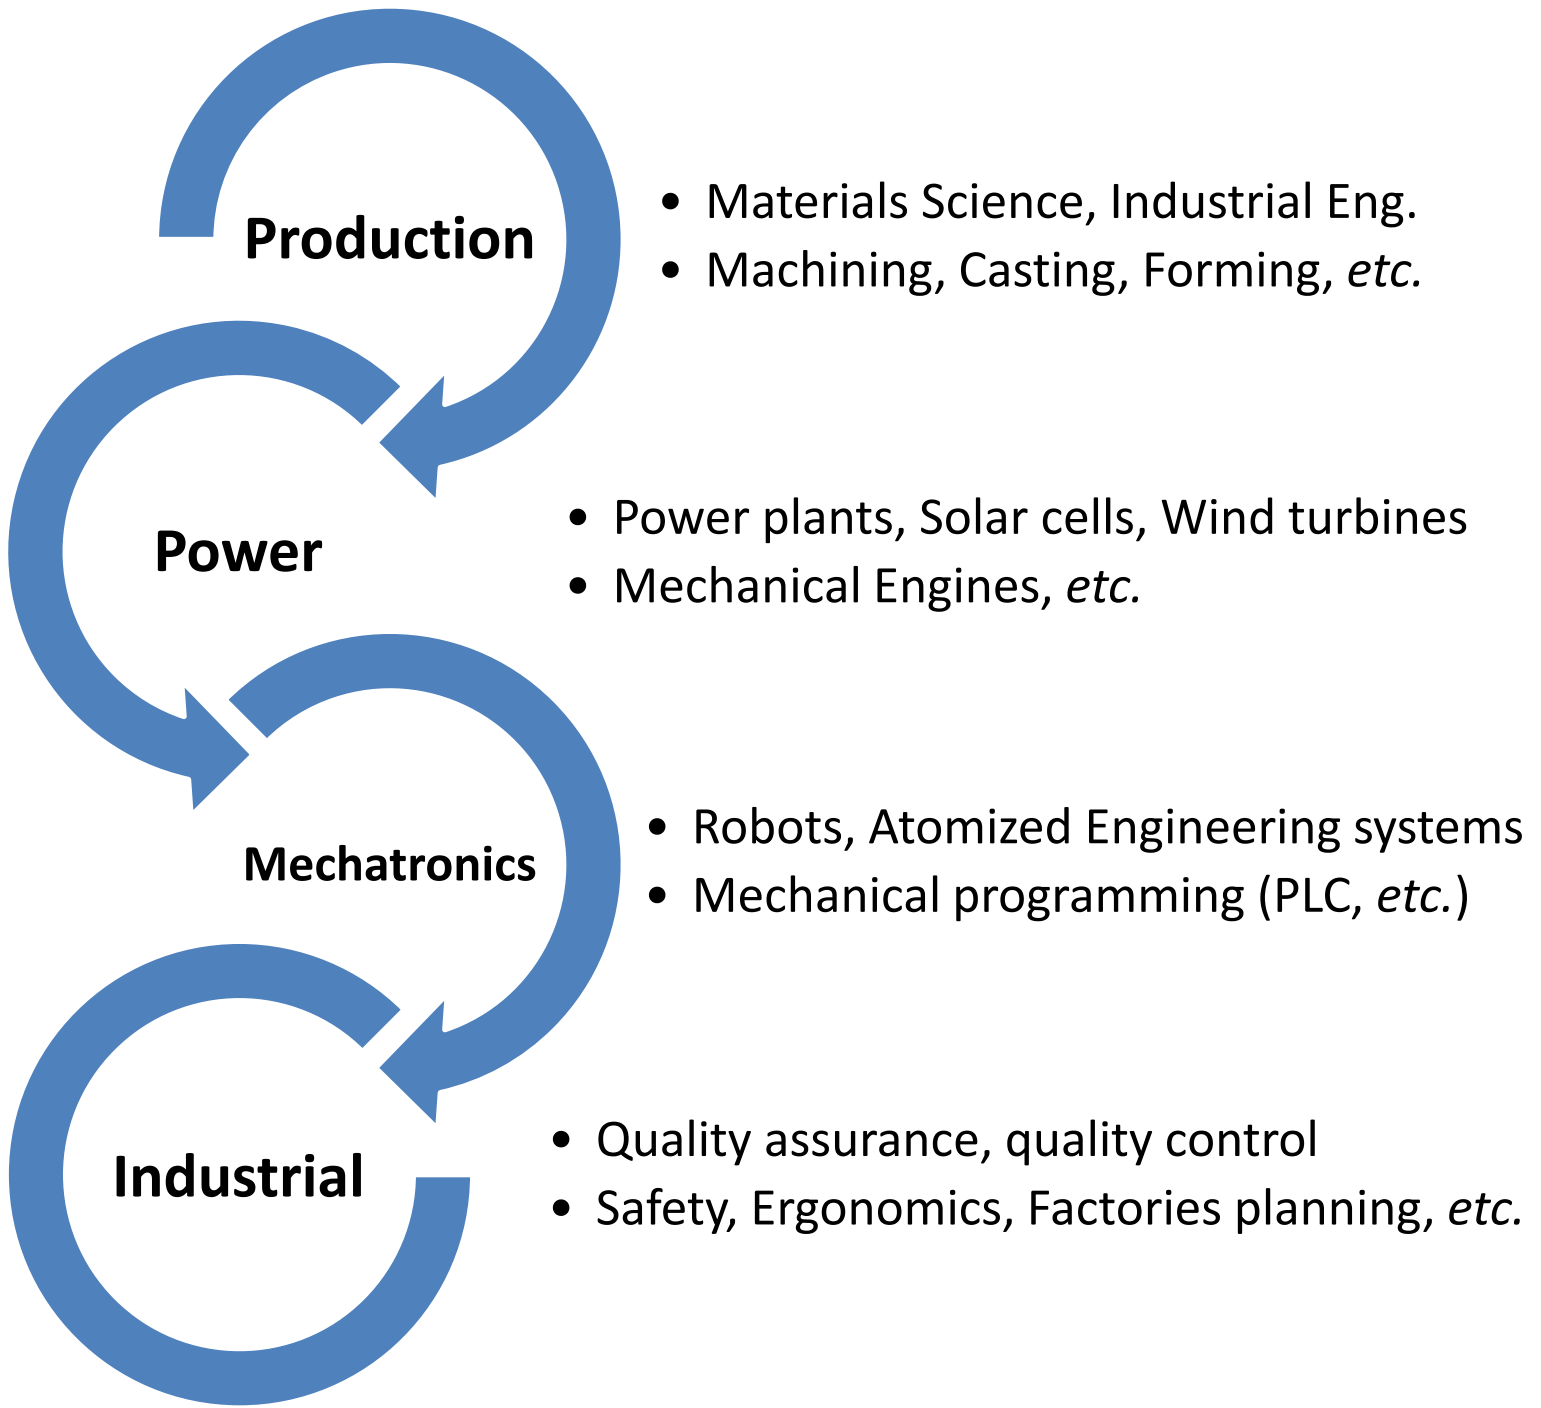 Production
• Materials Science, Industrial Eng.
• Machining, Casting, Forming, etc.
Power
• Power plants, Solar cells, Wind turbines
• Mechanical Engines, etc.
Mechatronics
• Robots, Atomized Engineering systems
• Mechanical programming (PLC, etc.)
Industrial
• Quality assurance, quality control
• Safety, Ergonomics, Factories planning, etc.